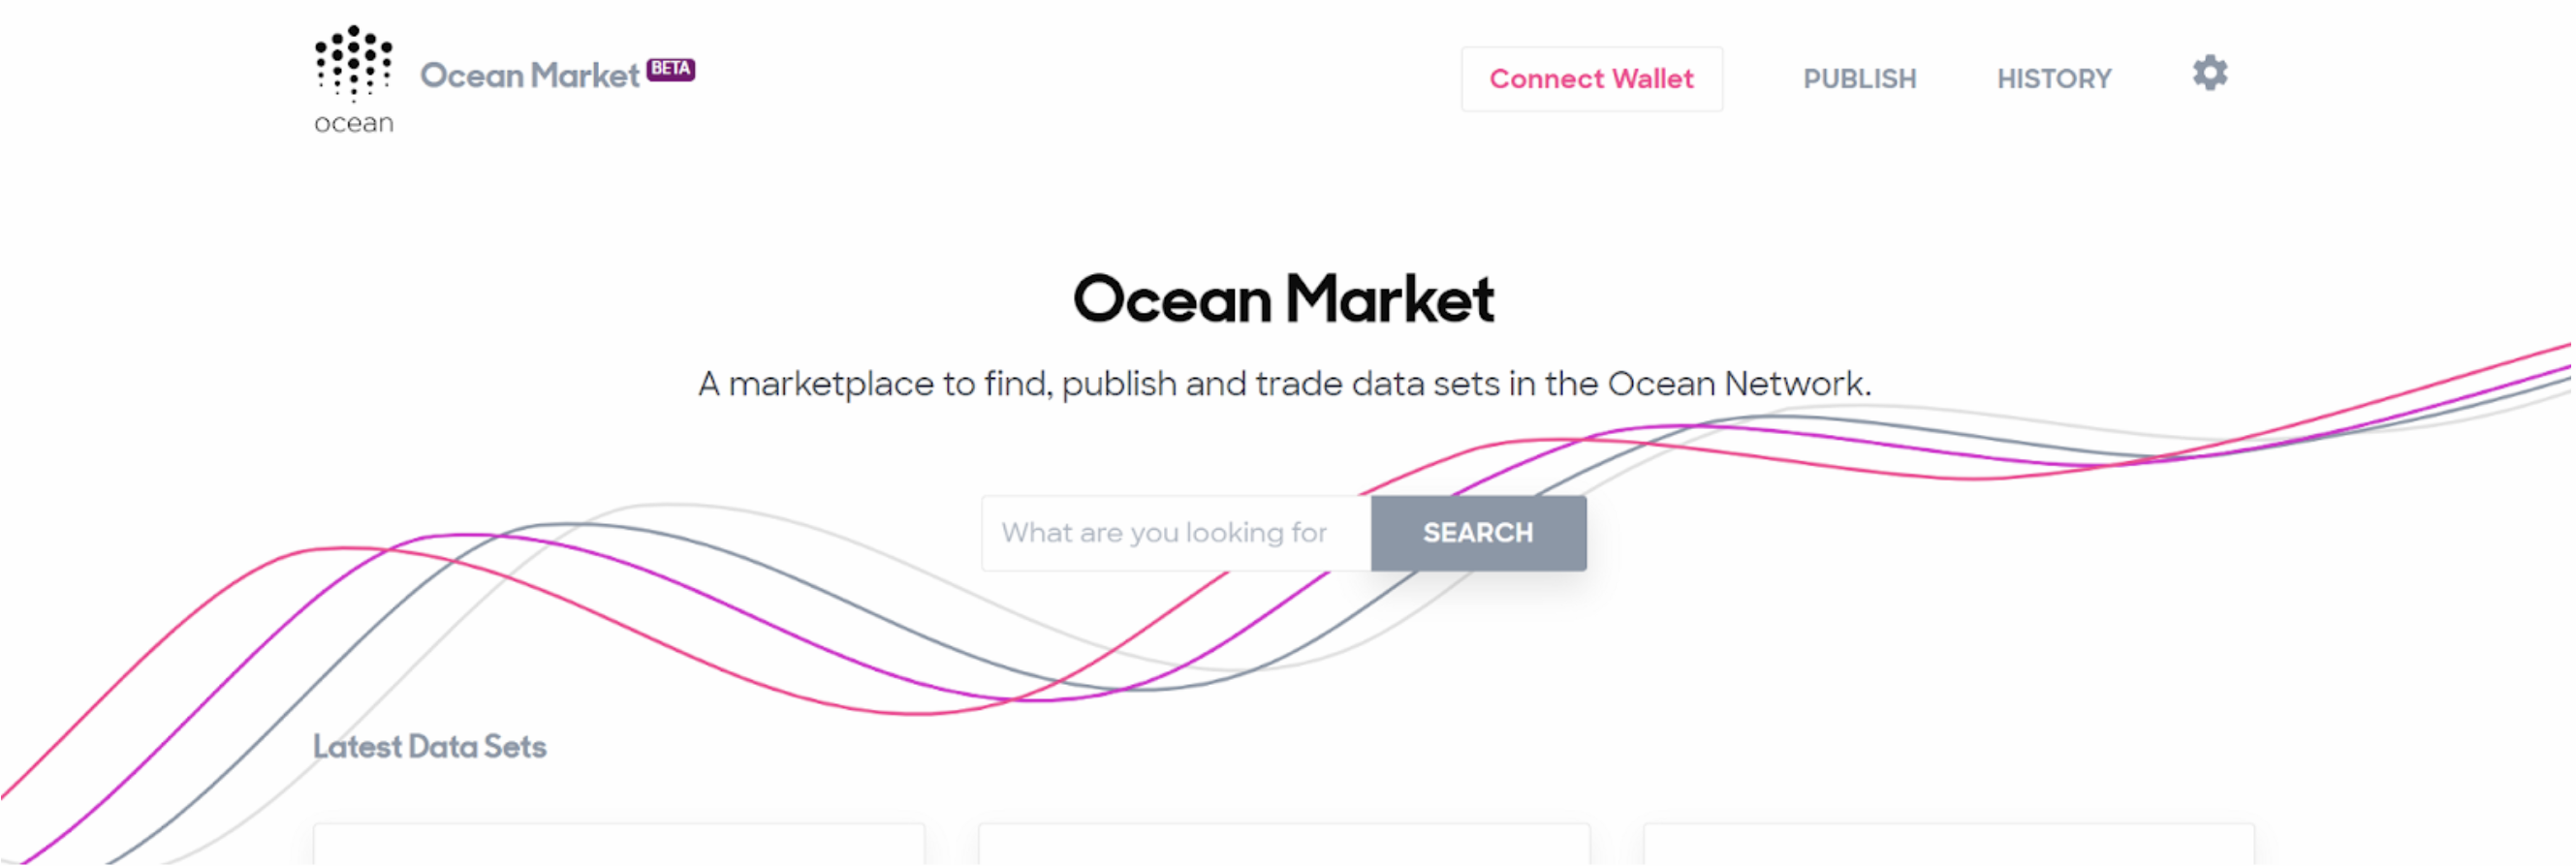 ocean
Ocean Market BETA
Connect Wallet
PUBLISH
HISTORY
Ocean Market
A marketplace to find, publish and trade data sets in the Ocean Network.
What are you looking for
SEARCH
Latest Data Sets